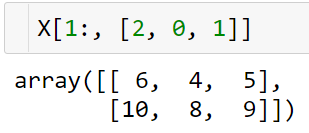 X[1:, [2, 0, 1]]
array([[ 6,  4,  5],
       [10,  8,  9]])